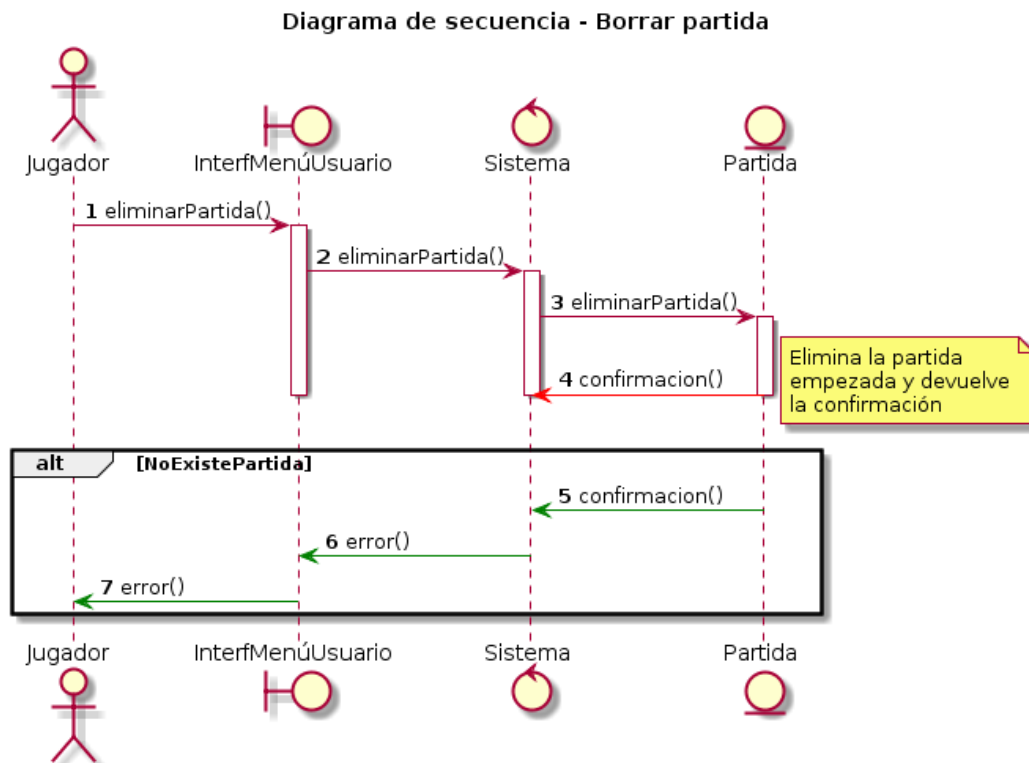 Diagrama de secuencia - Borrar partida
Jugador
InterfMenúUsuario
Sistema
Partida
1 eliminarPartida()
2 eliminarPartida()
3 eliminarPartida()
Elimina la partida
empezada y devuelve
la confirmación
4 confirmacion()
alt [NoExistePartida]
5 confirmacion()
6 error()
7 error()
Jugador
InterfMenúUsuario
Sistema
Partida